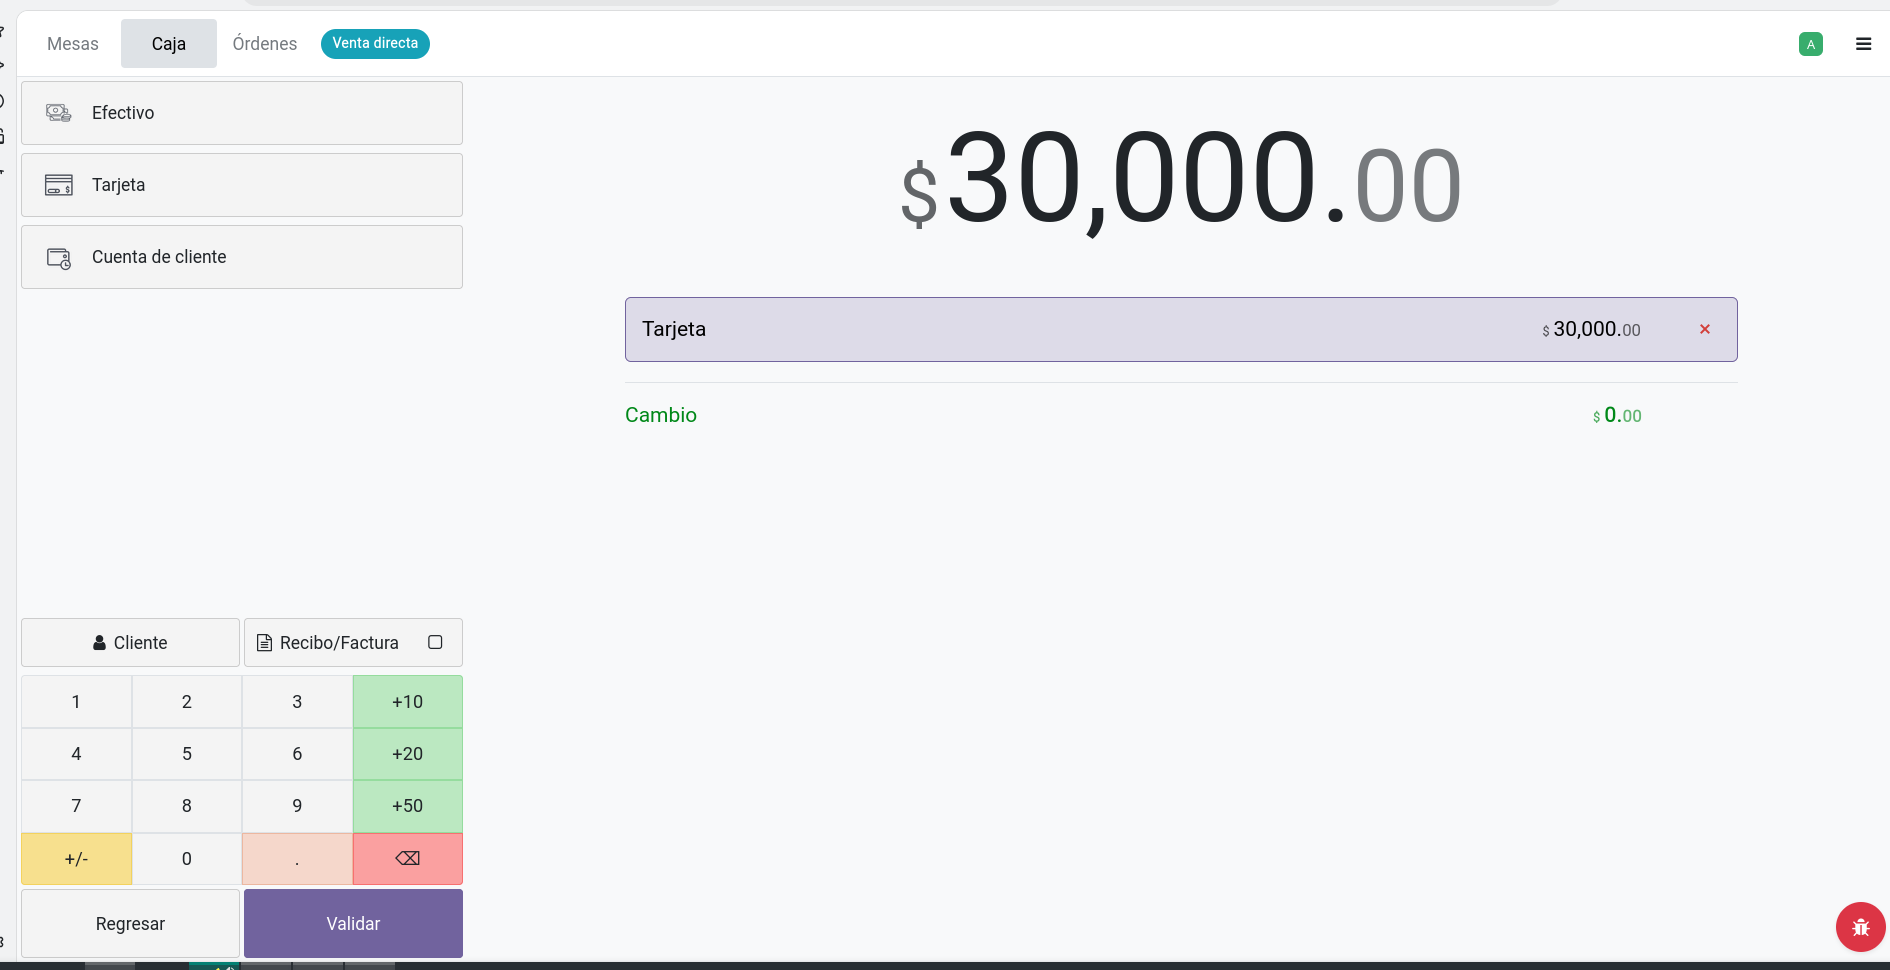 Mesas Caja Órdenes Venta directa A
Efectivo
Tarjeta
Cuenta de cliente
$30,000.00
Tarjeta $ 30,000.00
Cambio $ 0.00
Cliente Recibo/Factura
1 2 3 +10
4 5 6 +20
7 8 9 +50
+/- 0 .
Regresar Validar